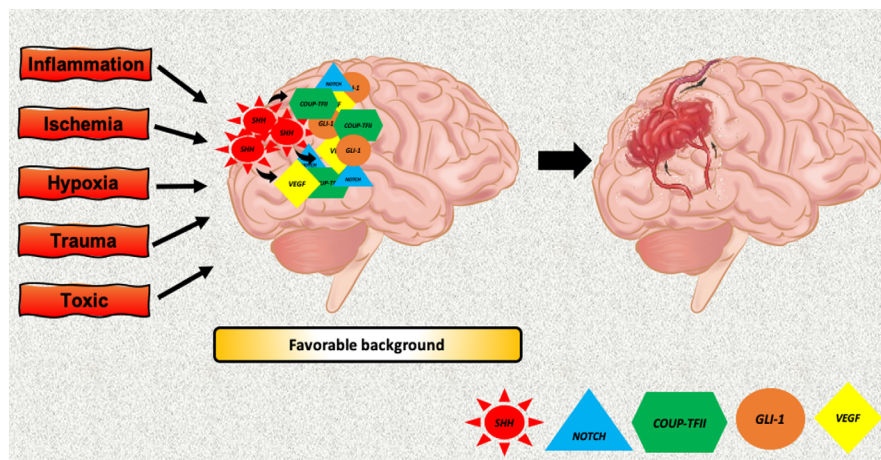 Inflammation
Ischemia
Hypoxia
Trauma
Toxic
NOTCH
COUP-TFII
SHH
SHH
GLI-1
COUP-TFII
SHH
GLI-1
VEGF
NOTCH
Favorable background
SHH
NOTCH
COUP-TFII
GLI-1
VEGF